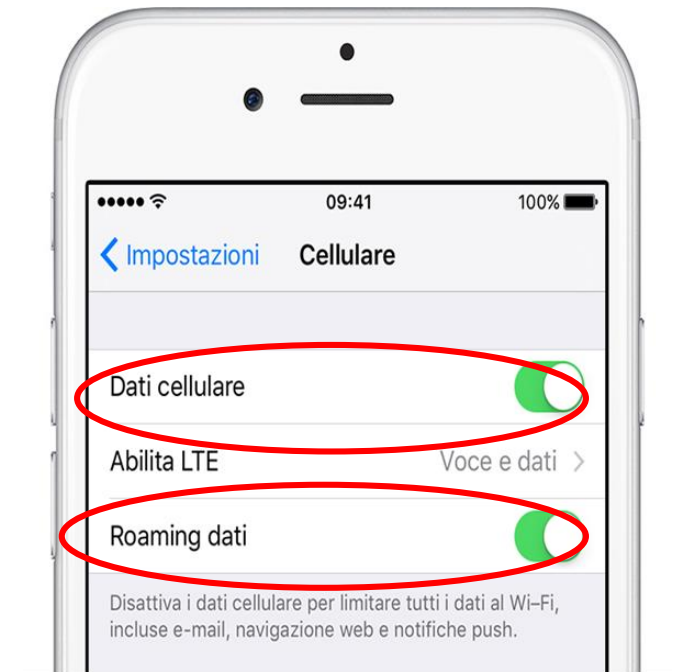 09:41
100%
Impostazioni
Cellulare
Dati cellulare
Abilita LTE
Voce e dati
Roaming dati
Disattiva i dati cellulare per limitare tutti i dati al Wi–Fi,
incluse e-mail, navigazione web e notifiche push.